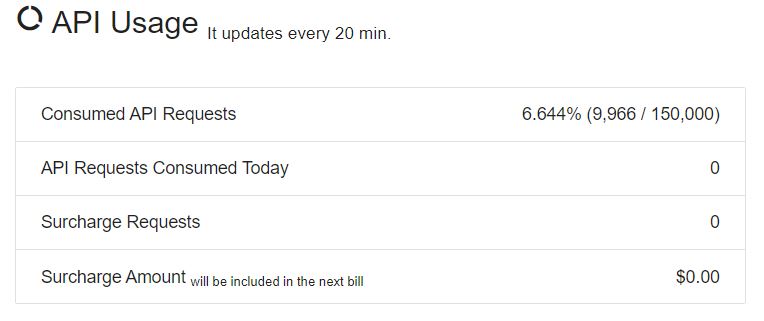 API Usage It updates every 20 min.
Consumed API Requests 6.644% (9,966 / 150,000)
API Requests Consumed Today 0
Surcharge Requests 0
Surcharge Amount will be included in the next bill $0.00